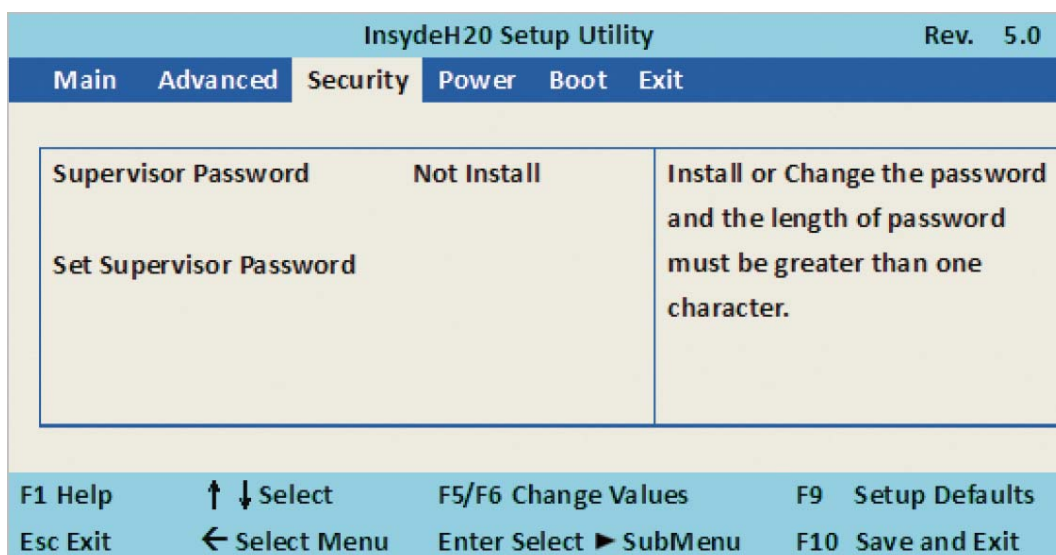 InsydeH20 Setup Utility Rev. 5.0
Main Advanced Security Power Boot Exit
Supervisor Password Not Install
Set Supervisor Password
Install or Change the password
and the length of password
must be greater than one
character.
F1 Help ↑ ↓ Select F5/F6 Change Values F9 Setup Defaults
Esc Exit ← Select Menu Enter Select ► SubMenu F10 Save and Exit